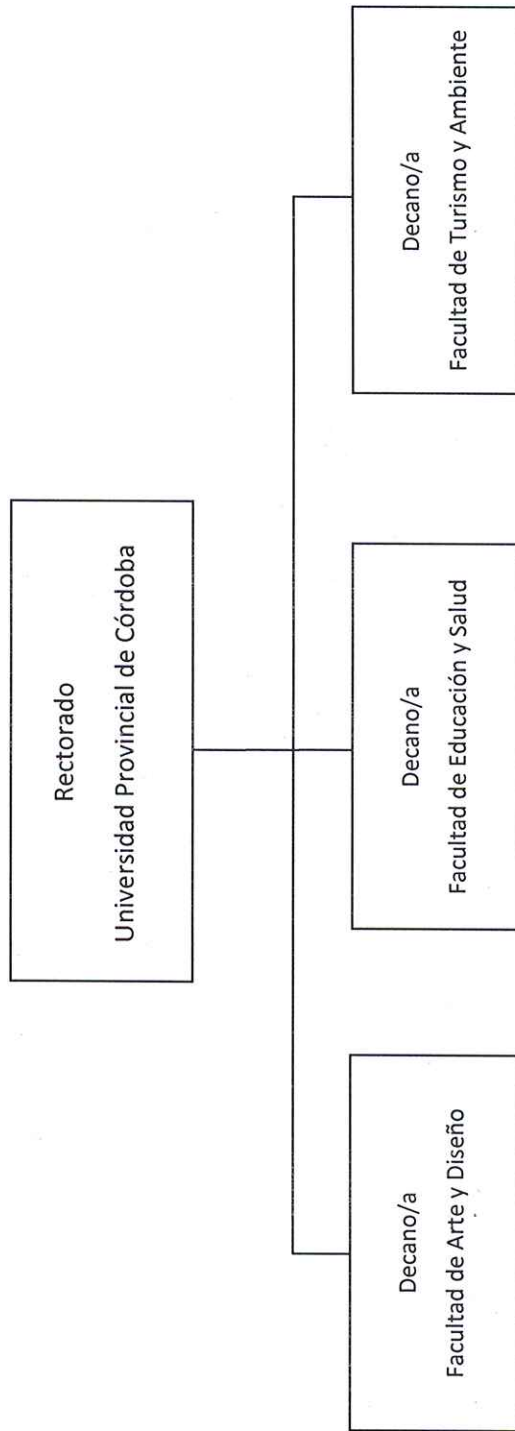 Rectorado
Universidad Provincial de Córdoba
Decano/a
Facultad de Arte y Diseño
Decano/a
Facultad de Educación y Salud
Decano/a
Facultad de Turismo y Ambiente